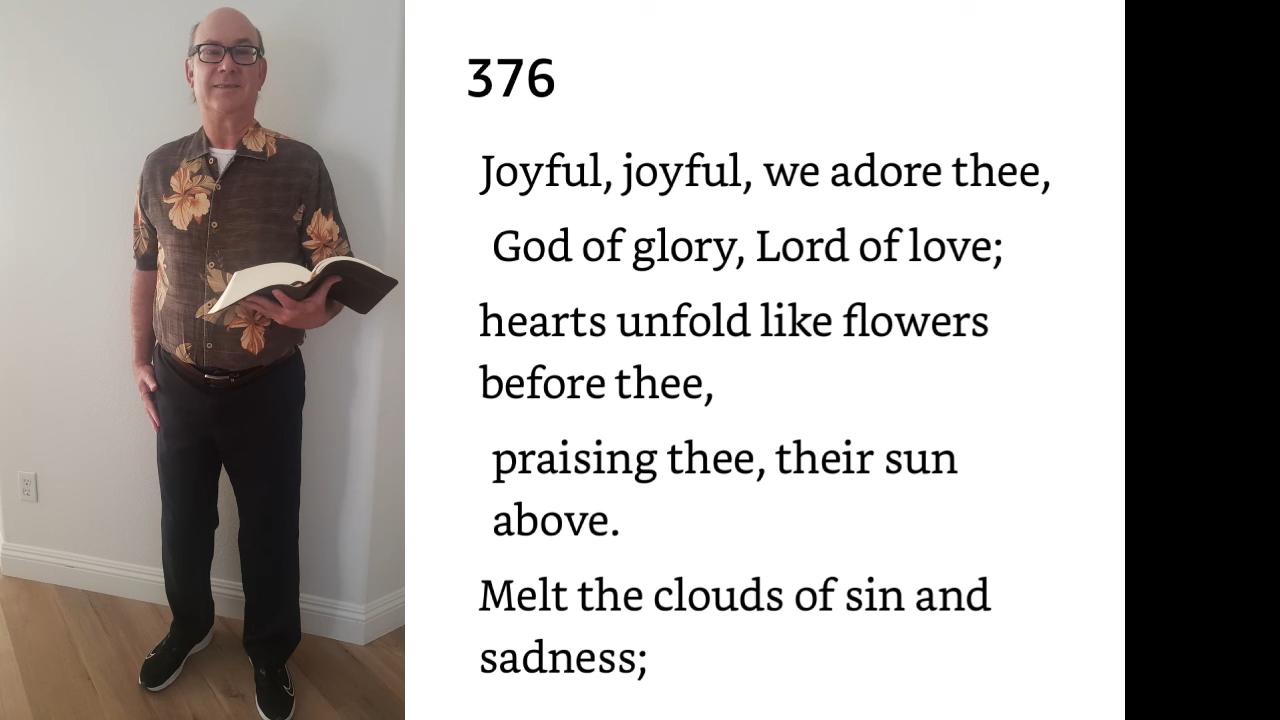 376
Joyful, joyful, we adore thee,
God of glory, Lord of love;
hearts unfold like flowers
before thee,
praising thee, their sun
above.
Melt the clouds of sin and
sadness;